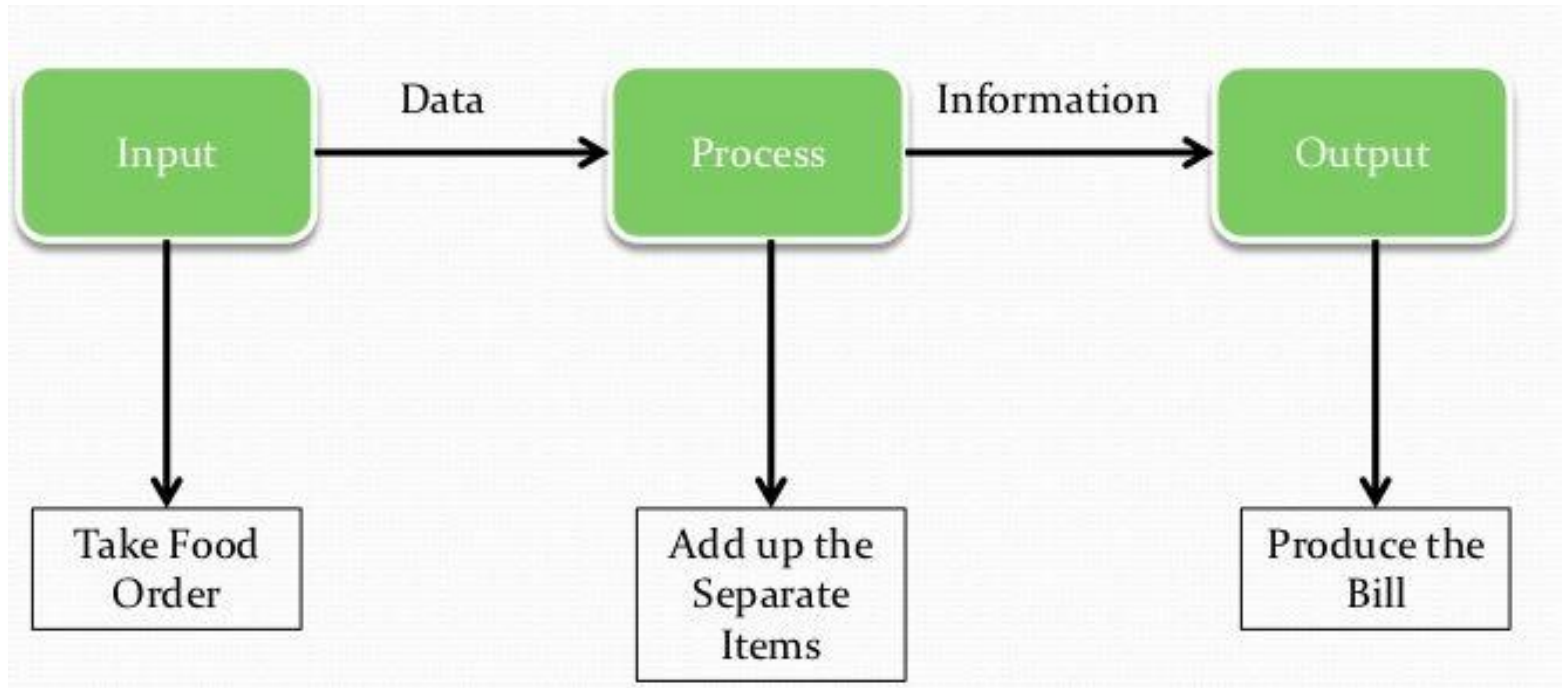 Data
Information
Input
Process
Output
Take Food
Order
Add up the
Separate
Items
Produce the
Bill